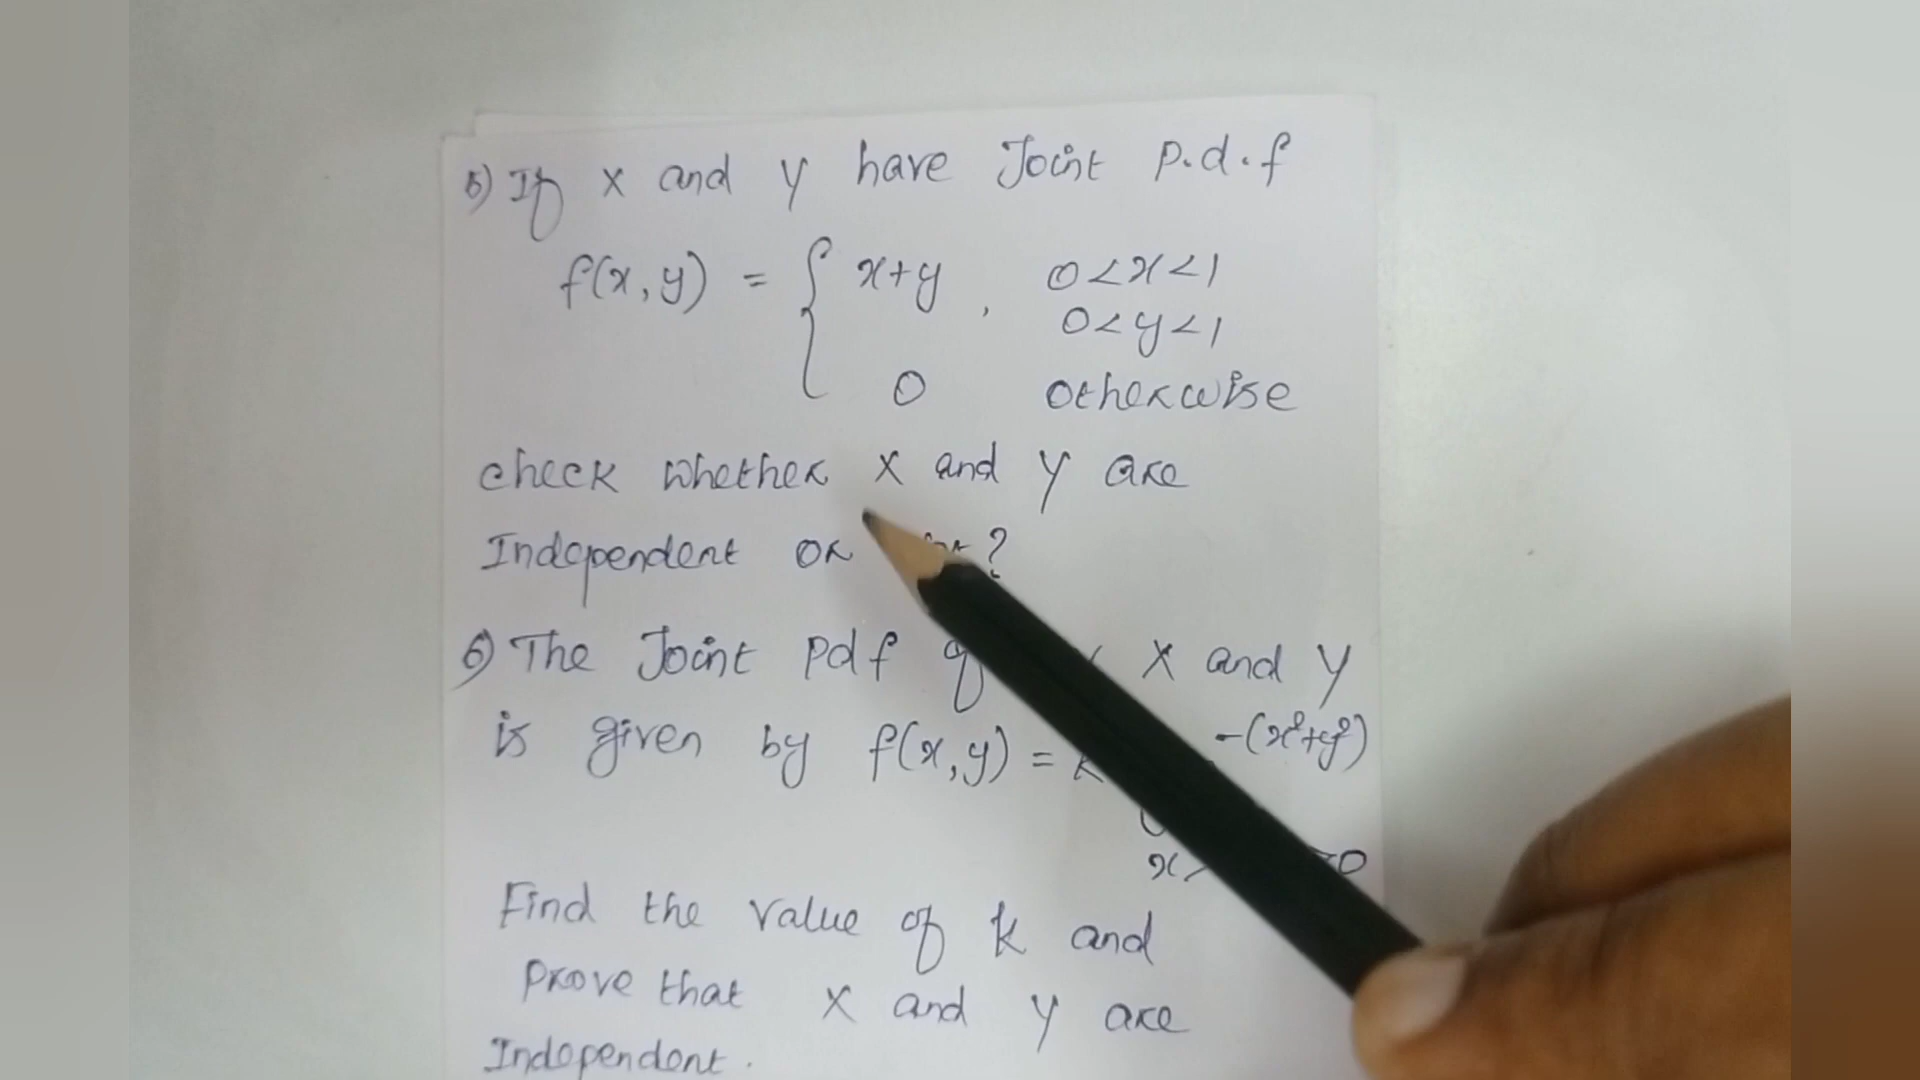 5) If X and Y have Joint P.d.f
f(x,y) = { x+y , 0<x<1
0<y<1
0 otherwise
check whether X and Y are
Independent or ?
6) The Joint Pdf of X and Y
is given by f(x,y) = k -(x²+y²)
x> >0
Find the value of k and
Prove that X and Y are
Independent.